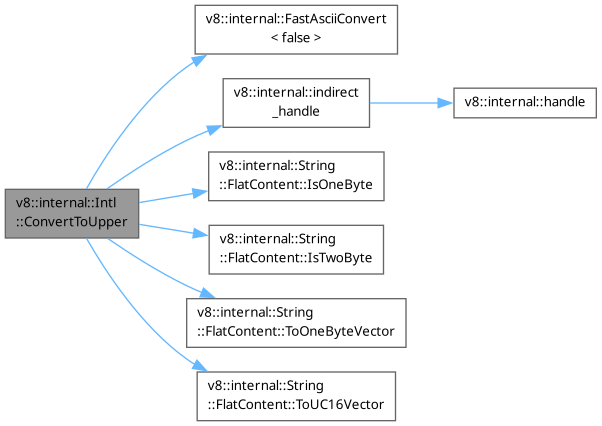 v8::internal::FastAsciiConvert
< false >
v8::internal::indirect
_handle
v8::internal::handle
v8::internal::String
::FlatContent::IsOneByte
v8::internal::Intl
::ConvertToUpper
v8::internal::String
::FlatContent::IsTwoByte
v8::internal::String
::FlatContent::ToOneByteVector
v8::internal::String
::FlatContent::ToUC16Vector